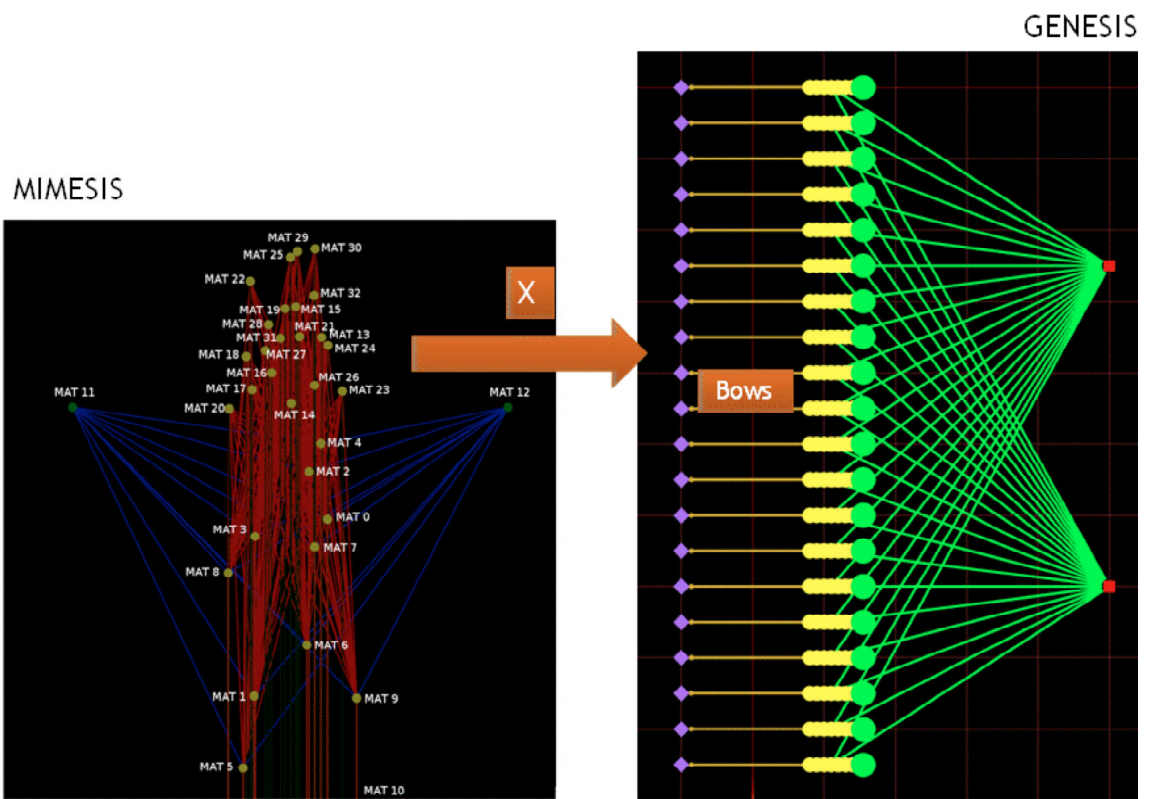 GENESIS
MIMESIS
MAT 29
MAT 25
MAT 30
MAT 22
MAT 32
MAT 19
MAT 15
MAT 28
MAT 21
MAT 31
MAT 13
MAT 24
MAT 18
MAT 27
MAT 16
MAT 26
MAT 17
MAT 23
MAT 11
MAT 12
MAT 20
MAT 14
MAT 4
MAT 2
MAT 0
MAT 3
MAT 7
MAT 8
MAT 6
MAT 1
MAT 9
MAT 5
MAT 10
X
Bows